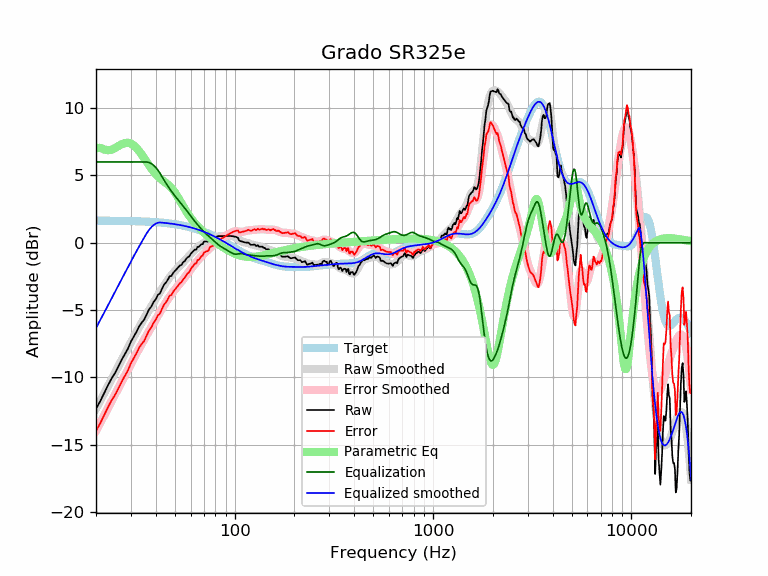 Grado SR325e
Amplitude (dBr)
10
5
0
−5
−10
−15
−20
Target
Raw Smoothed
Error Smoothed
Raw
Error
Parametric Eq
Equalization
Equalized smoothed
100
1000
10000
Frequency (Hz)